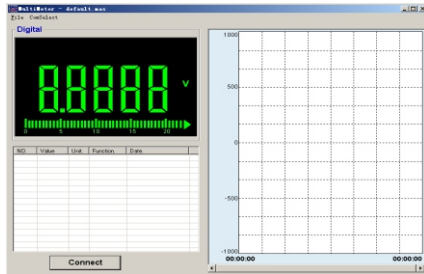 MultiMeter - default.mas
File ComSelect
Digital
8.8888 V
0 5 10 15 20
NO. Value Unit Function Date
Connect
1000
500
0
-500
-1000
00:00:00 00:00:00